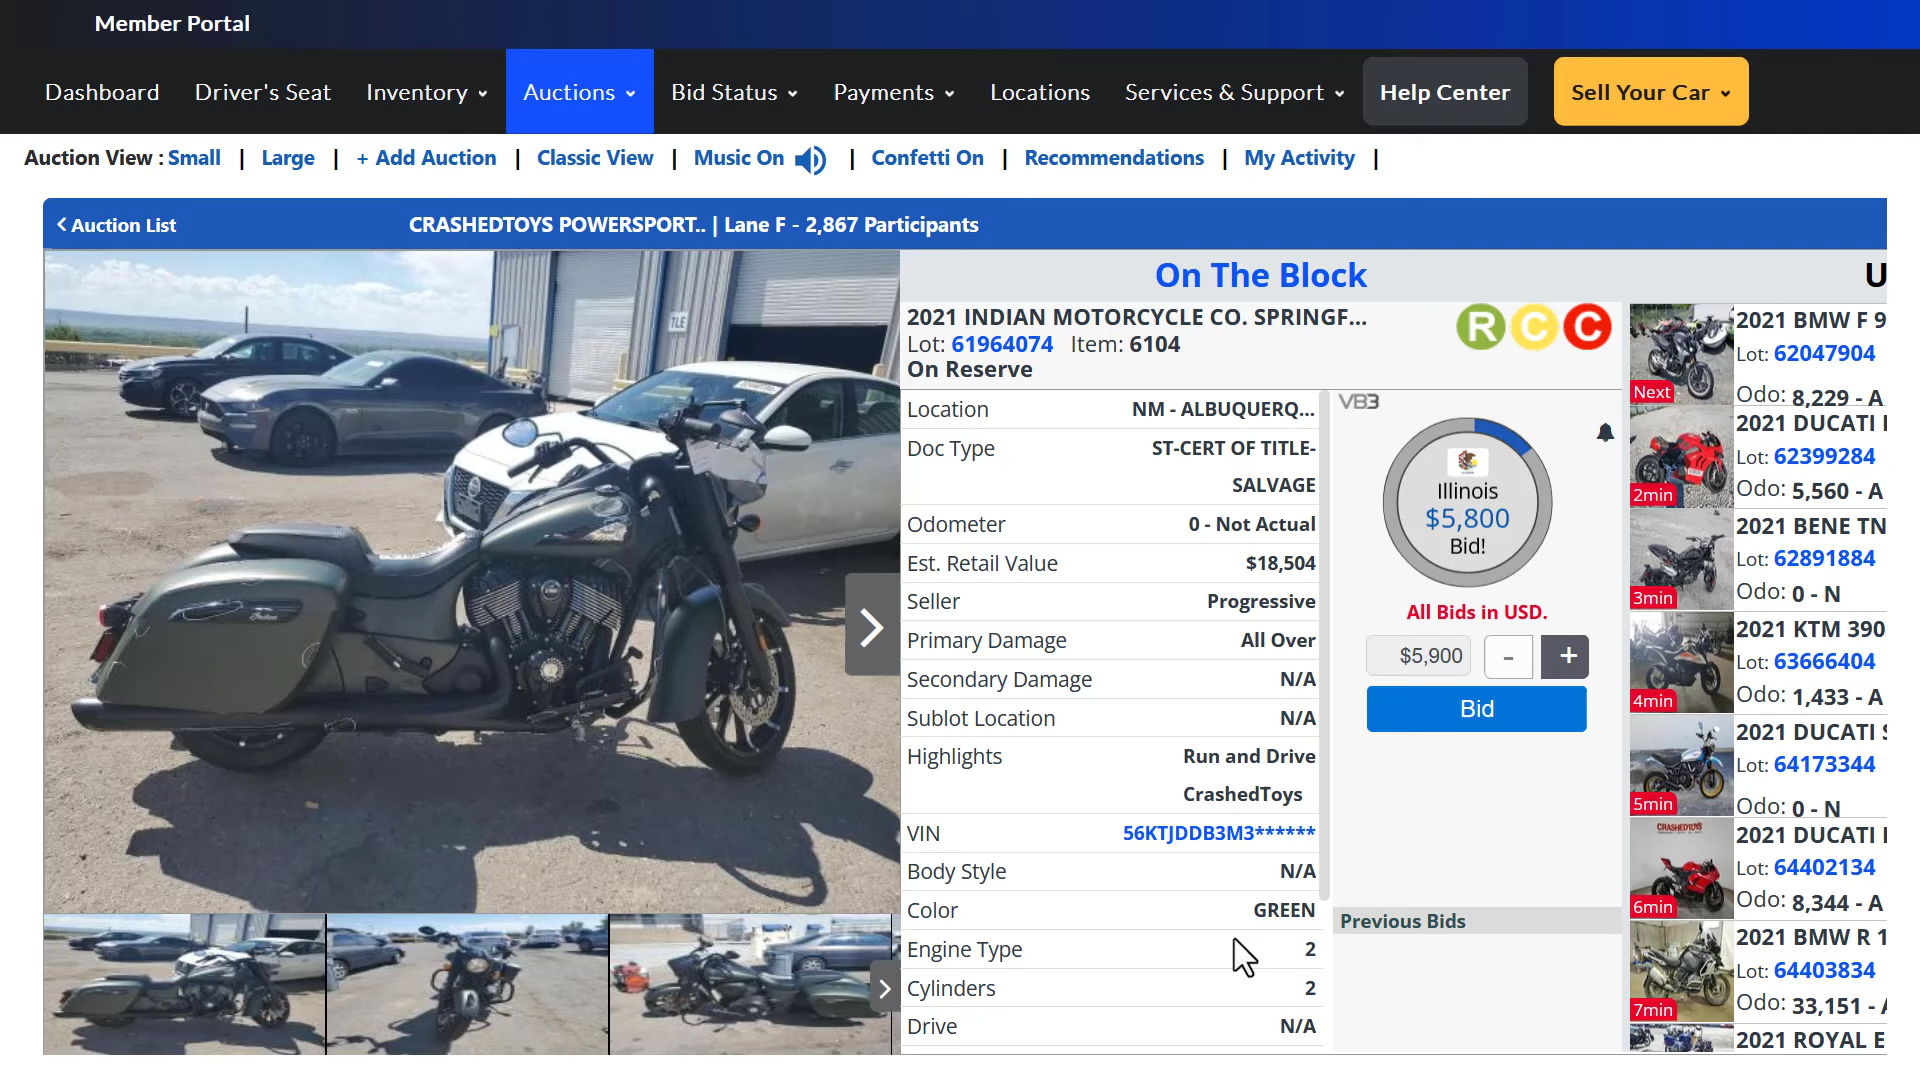 Member Portal
Dashboard Driver's Seat Inventory Auctions Bid Status Payments Locations Services & Support Help Center Sell Your Car
Auction View : Small | Large | + Add Auction | Classic View | Music On | Confetti On | Recommendations | My Activity |
Auction List CRASHEDTOYS POWERSPORT.. | Lane F - 2,867 Participants
On The Block
U
2021 INDIAN MOTORCYCLE CO. SPRINGF...
Lot: 61964074 Item: 6104
On Reserve
R C C
Location NM - ALBUQUERQ...
Doc Type ST-CERT OF TITLE-
SALVAGE
Odometer 0 - Not Actual
Est. Retail Value $18,504
Seller Progressive
Primary Damage All Over
Secondary Damage N/A
Sublot Location N/A
Highlights Run and Drive
CrashedToys
VIN 56KTJDDB3M3******
Body Style N/A
Color GREEN
Engine Type 2
Cylinders 2
Drive N/A
VB3
Illinois
$5,800
Bid!
All Bids in USD.
$5,900 - +
Bid
Previous Bids
2021 BMW F 9
Lot: 62047904
Next
Odo: 8,229 - A
2021 DUCATI
Lot: 62399284
2min
Odo: 5,560 - A
2021 BENE TN
Lot: 62891884
3min
Odo: 0 - N
2021 KTM 390
Lot: 63666404
4min
Odo: 1,433 - A
2021 DUCATI S
Lot: 64173344
5min
Odo: 0 - N
CRASHEDTOYS
2021 DUCATI
Lot: 64402134
6min
Odo: 8,344 - A
2021 BMW R 1
Lot: 64403834
7min
Odo: 33,151 - A
2021 ROYAL E